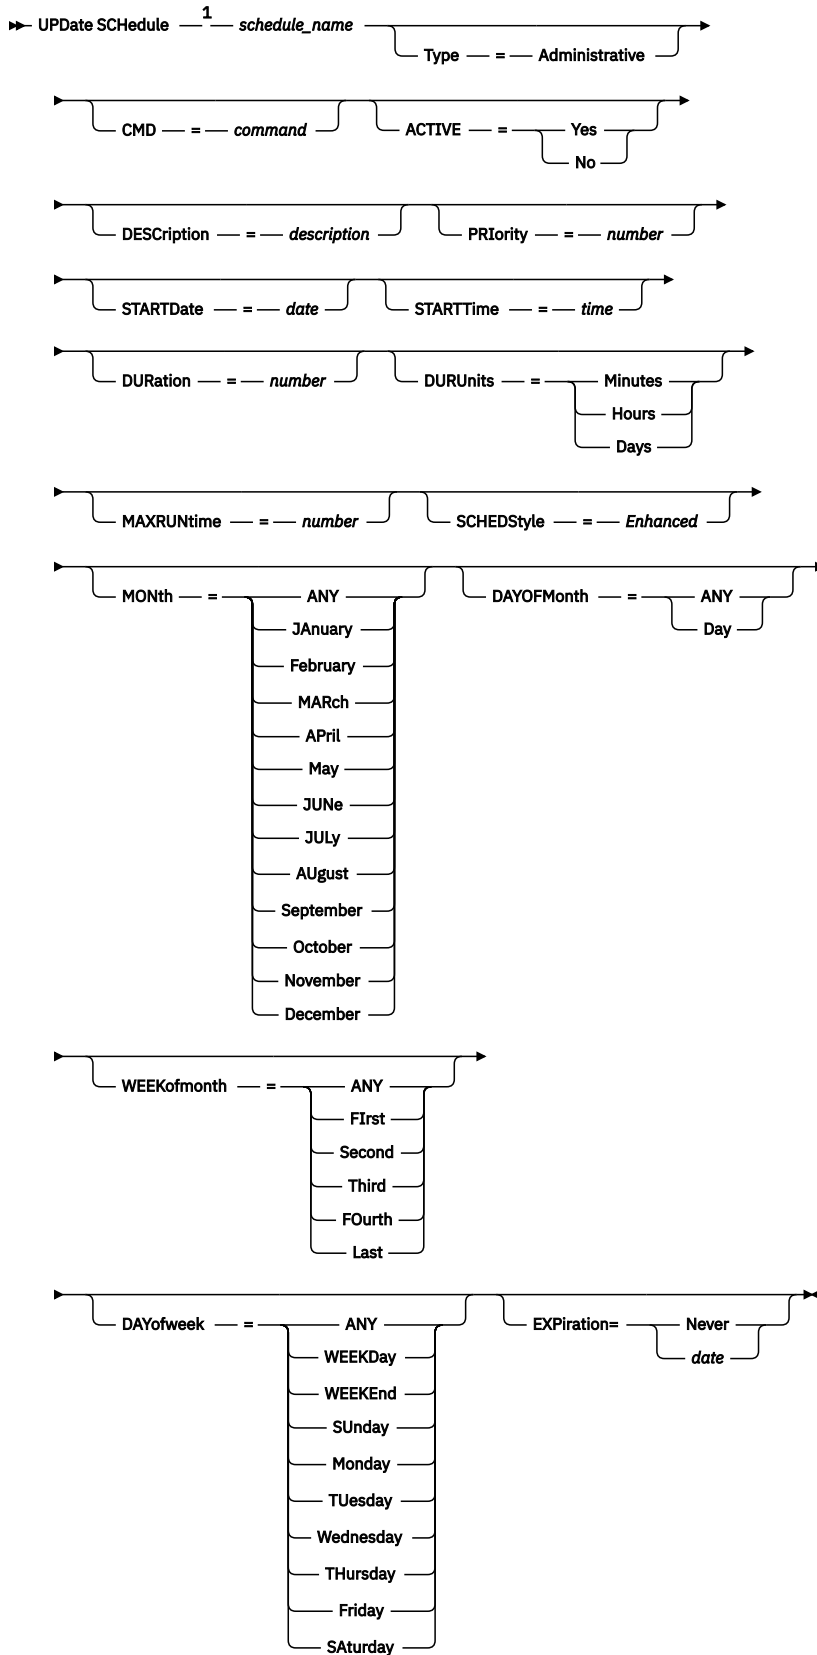 UPDate SCHedule 1 schedule_name
Type = Administrative
CMD = command ACTIVE = Yes
No
DESCription = description PRIority = number
STARTDate = date STARTTime = time
DURation = number DURUnits = Minutes
Hours
Days
MAXRUNtime = number SCHEDStyle = Enhanced
MONth = ANY DAYOFMonth = ANY
JAnuary Day
February
MARch
APril
May
JUNe
JULy
AUgust
September
October
November
December
WEEKofmonth = ANY
FIrst
Second
Third
FOurth
Last
DAYofweek = ANY EXPiration= Never
WEEKDay date
WEEKEnd
SUnday
Monday
TUesday
Wednesday
THursday
Friday
SAturday